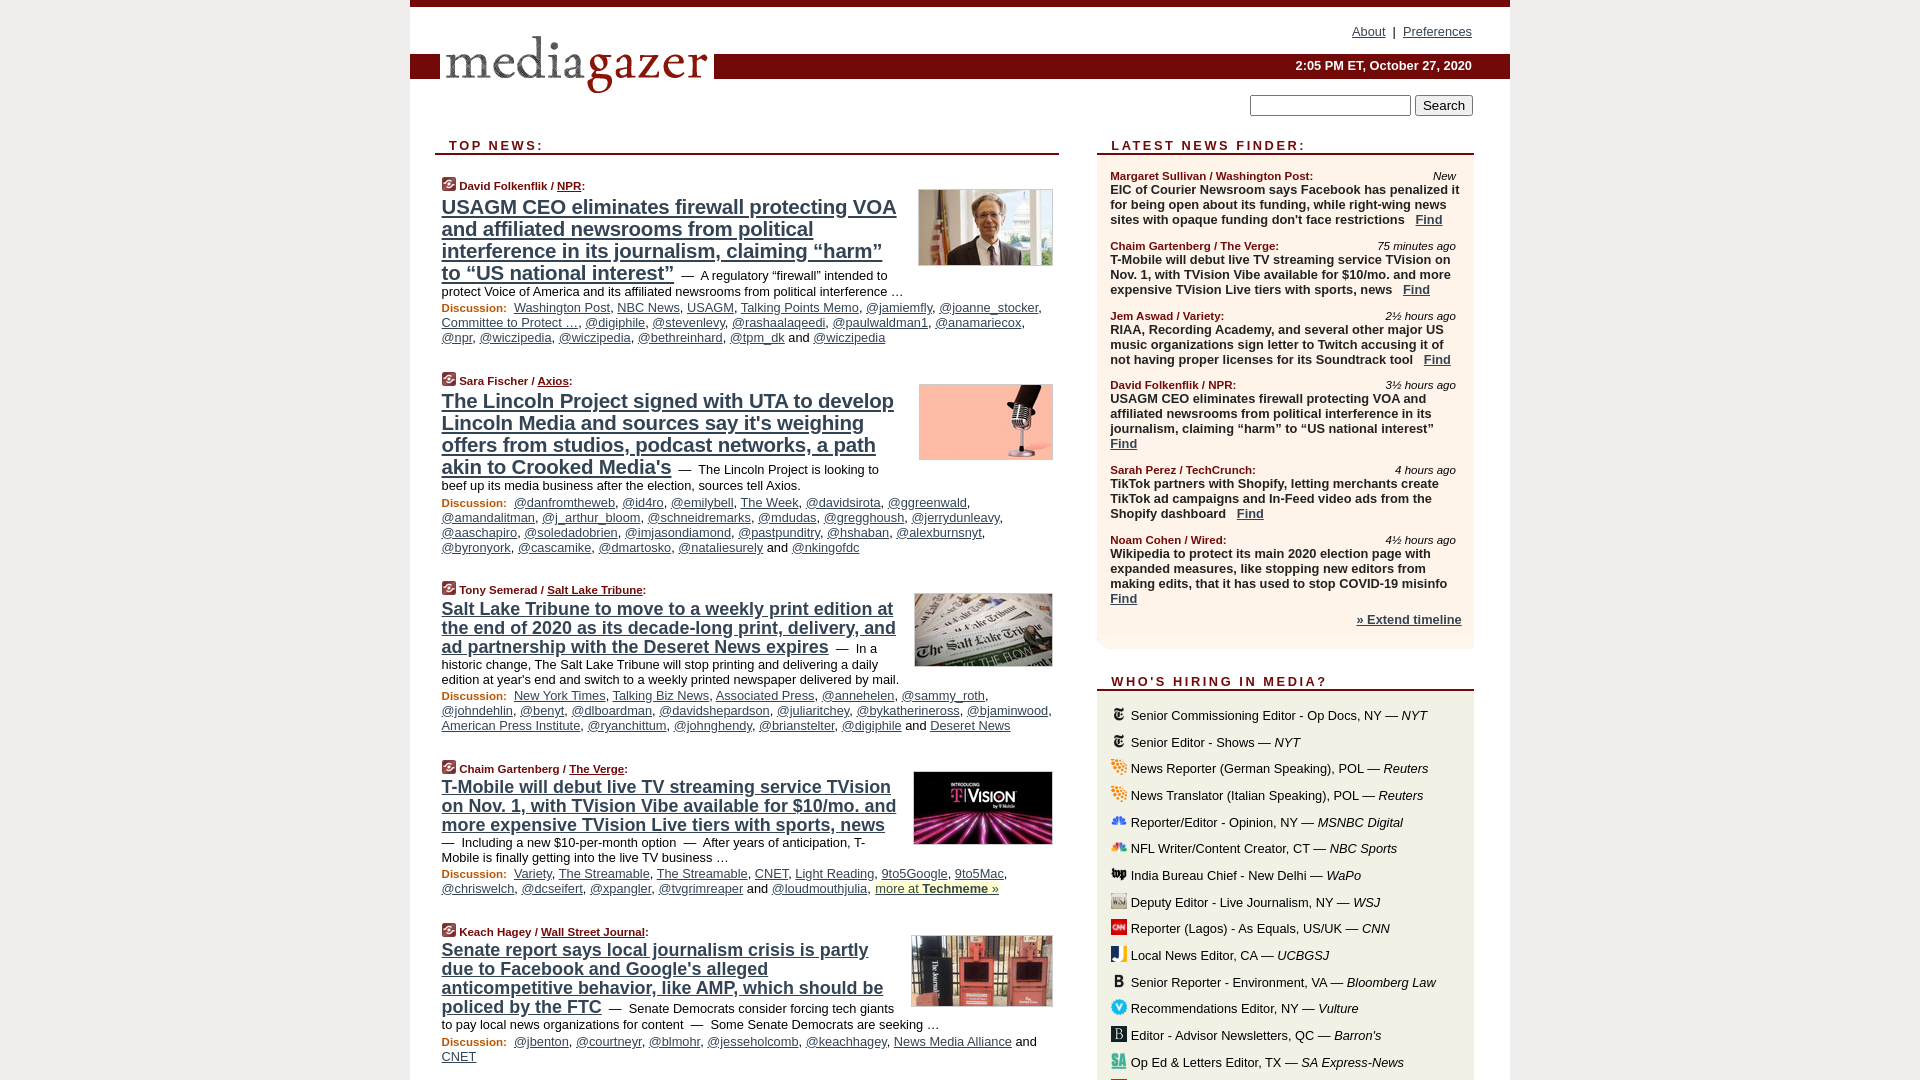 About | Preferences
mediagazer
2:05 PM ET, October 27, 2020
Search
TOP NEWS:
David Folkenflik / NPR:
USAGM CEO eliminates firewall protecting VOA
and affiliated newsrooms from political
interference in its journalism, claiming “harm”
to “US national interest” — A regulatory “firewall” intended to
protect Voice of America and its affiliated newsrooms from political interference …
Discussion: Washington Post, NBC News, USAGM, Talking Points Memo, @jamiemfly, @joanne_stocker,
Committee to Protect …, @digiphile, @stevenlevy, @rashaalaqeedi, @paulwaldman1, @anamariecox,
@npr, @wiczipedia, @wiczipedia, @bethreinhard, @tpm_dk and @wiczipedia
Sara Fischer / Axios:
The Lincoln Project signed with UTA to develop
Lincoln Media and sources say it's weighing
offers from studios, podcast networks, a path
akin to Crooked Media's — The Lincoln Project is looking to
beef up its media business after the election, sources tell Axios.
Discussion: @danfromtheweb, @id4ro, @emilybell, The Week, @davidsirota, @ggreenwald,
@amandalitman, @j_arthur_bloom, @schneidremarks, @mdudas, @gregghoush, @jerrydunleavy,
@aaschapiro, @soledadobrien, @imjasondiamond, @pastpunditry, @hshaban, @alexburnsnyt,
@byronyork, @cascamike, @dmartosko, @nataliesurely and @nkingofdc
Tony Semerad / Salt Lake Tribune:
Salt Lake Tribune to move to a weekly print edition at
the end of 2020 as its decade-long print, delivery, and
ad partnership with the Deseret News expires — In a
historic change, The Salt Lake Tribune will stop printing and delivering a daily
edition at year's end and switch to a weekly printed newspaper delivered by mail.
Discussion: New York Times, Talking Biz News, Associated Press, @annehelen, @sammy_roth,
@johndehlin, @benyt, @dlboardman, @davidshepardson, @juliaritchey, @bykatherineross, @bjaminwood,
American Press Institute, @ryanchittum, @johnghendy, @brianstelter, @digiphile and Deseret News
The Salt Lake Tribune
Chaim Gartenberg / The Verge:
T-Mobile will debut live TV streaming service TVision
on Nov. 1, with TVision Vibe available for $10/mo. and
more expensive TVision Live tiers with sports, news
— Including a new $10-per-month option — After years of anticipation, T-
Mobile is finally getting into the live TV business …
Discussion: Variety, The Streamable, The Streamable, CNET, Light Reading, 9to5Google, 9to5Mac,
@chriswelch, @dcseifert, @xpangler, @tvgrimreaper and @loudmouthjulia, more at Techmeme »
INTRODUCING
T VISION
by T Mobile
Keach Hagey / Wall Street Journal:
Senate report says local journalism crisis is partly
due to Facebook and Google's alleged
anticompetitive behavior, like AMP, which should be
policed by the FTC — Senate Democrats consider forcing tech giants
to pay local news organizations for content — Some Senate Democrats are seeking …
Discussion: @jbenton, @courtneyr, @blmohr, @jesseholcomb, @keachhagey, News Media Alliance and
CNET
LATEST NEWS FINDER:
Margaret Sullivan / Washington Post: New
EIC of Courier Newsroom says Facebook has penalized it
for being open about its funding, while right-wing news
sites with opaque funding don't face restrictions Find
Chaim Gartenberg / The Verge: 75 minutes ago
T-Mobile will debut live TV streaming service TVision on
Nov. 1, with TVision Vibe available for $10/mo. and more
expensive TVision Live tiers with sports, news Find
Jem Aswad / Variety: 2½ hours ago
RIAA, Recording Academy, and several other major US
music organizations sign letter to Twitch accusing it of
not having proper licenses for its Soundtrack tool Find
David Folkenflik / NPR: 3½ hours ago
USAGM CEO eliminates firewall protecting VOA and
affiliated newsrooms from political interference in its
journalism, claiming “harm” to “US national interest”
Find
Sarah Perez / TechCrunch: 4 hours ago
TikTok partners with Shopify, letting merchants create
TikTok ad campaigns and In-Feed video ads from the
Shopify dashboard Find
Noam Cohen / Wired: 4½ hours ago
Wikipedia to protect its main 2020 election page with
expanded measures, like stopping new editors from
making edits, that it has used to stop COVID-19 misinfo
Find
» Extend timeline
WHO'S HIRING IN MEDIA?
Senior Commissioning Editor - Op Docs, NY — NYT
Senior Editor - Shows — NYT
News Reporter (German Speaking), POL — Reuters
News Translator (Italian Speaking), POL — Reuters
Reporter/Editor - Opinion, NY — MSNBC Digital
NFL Writer/Content Creator, CT — NBC Sports
wp India Bureau Chief - New Delhi — WaPo
WSJ Deputy Editor - Live Journalism, NY — WSJ
CNN Reporter (Lagos) - As Equals, US/UK — CNN
Local News Editor, CA — UCBGSJ
B Senior Reporter - Environment, VA — Bloomberg Law
Recommendations Editor, NY — Vulture
B Editor - Advisor Newsletters, QC — Barron's
SA Op Ed & Letters Editor, TX — SA Express-News